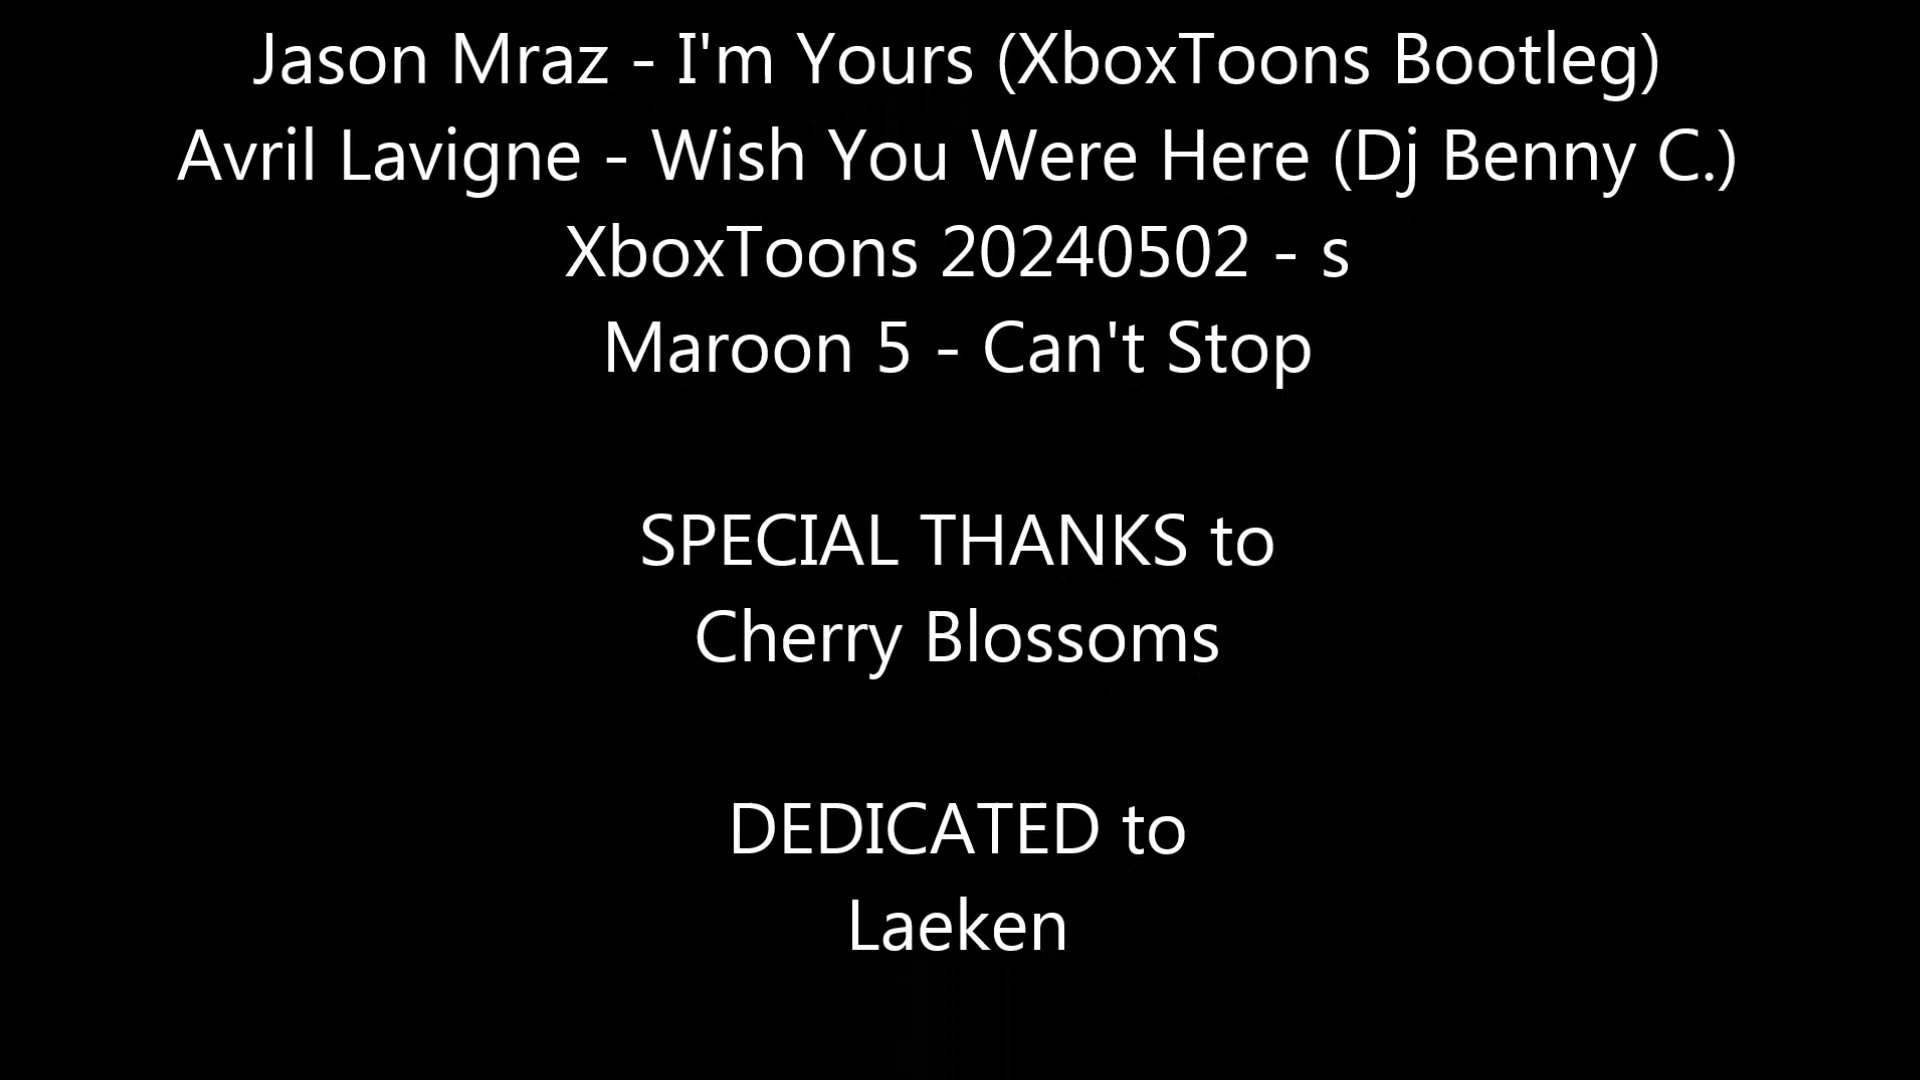 Jason Mraz - I'm Yours (XboxToons Bootleg)
Avril Lavigne - Wish You Were Here (Dj Benny C.)
XboxToons 20240502 - s
Maroon 5 - Can't Stop
SPECIAL THANKS to
Cherry Blossoms
DEDICATED to
Laeken